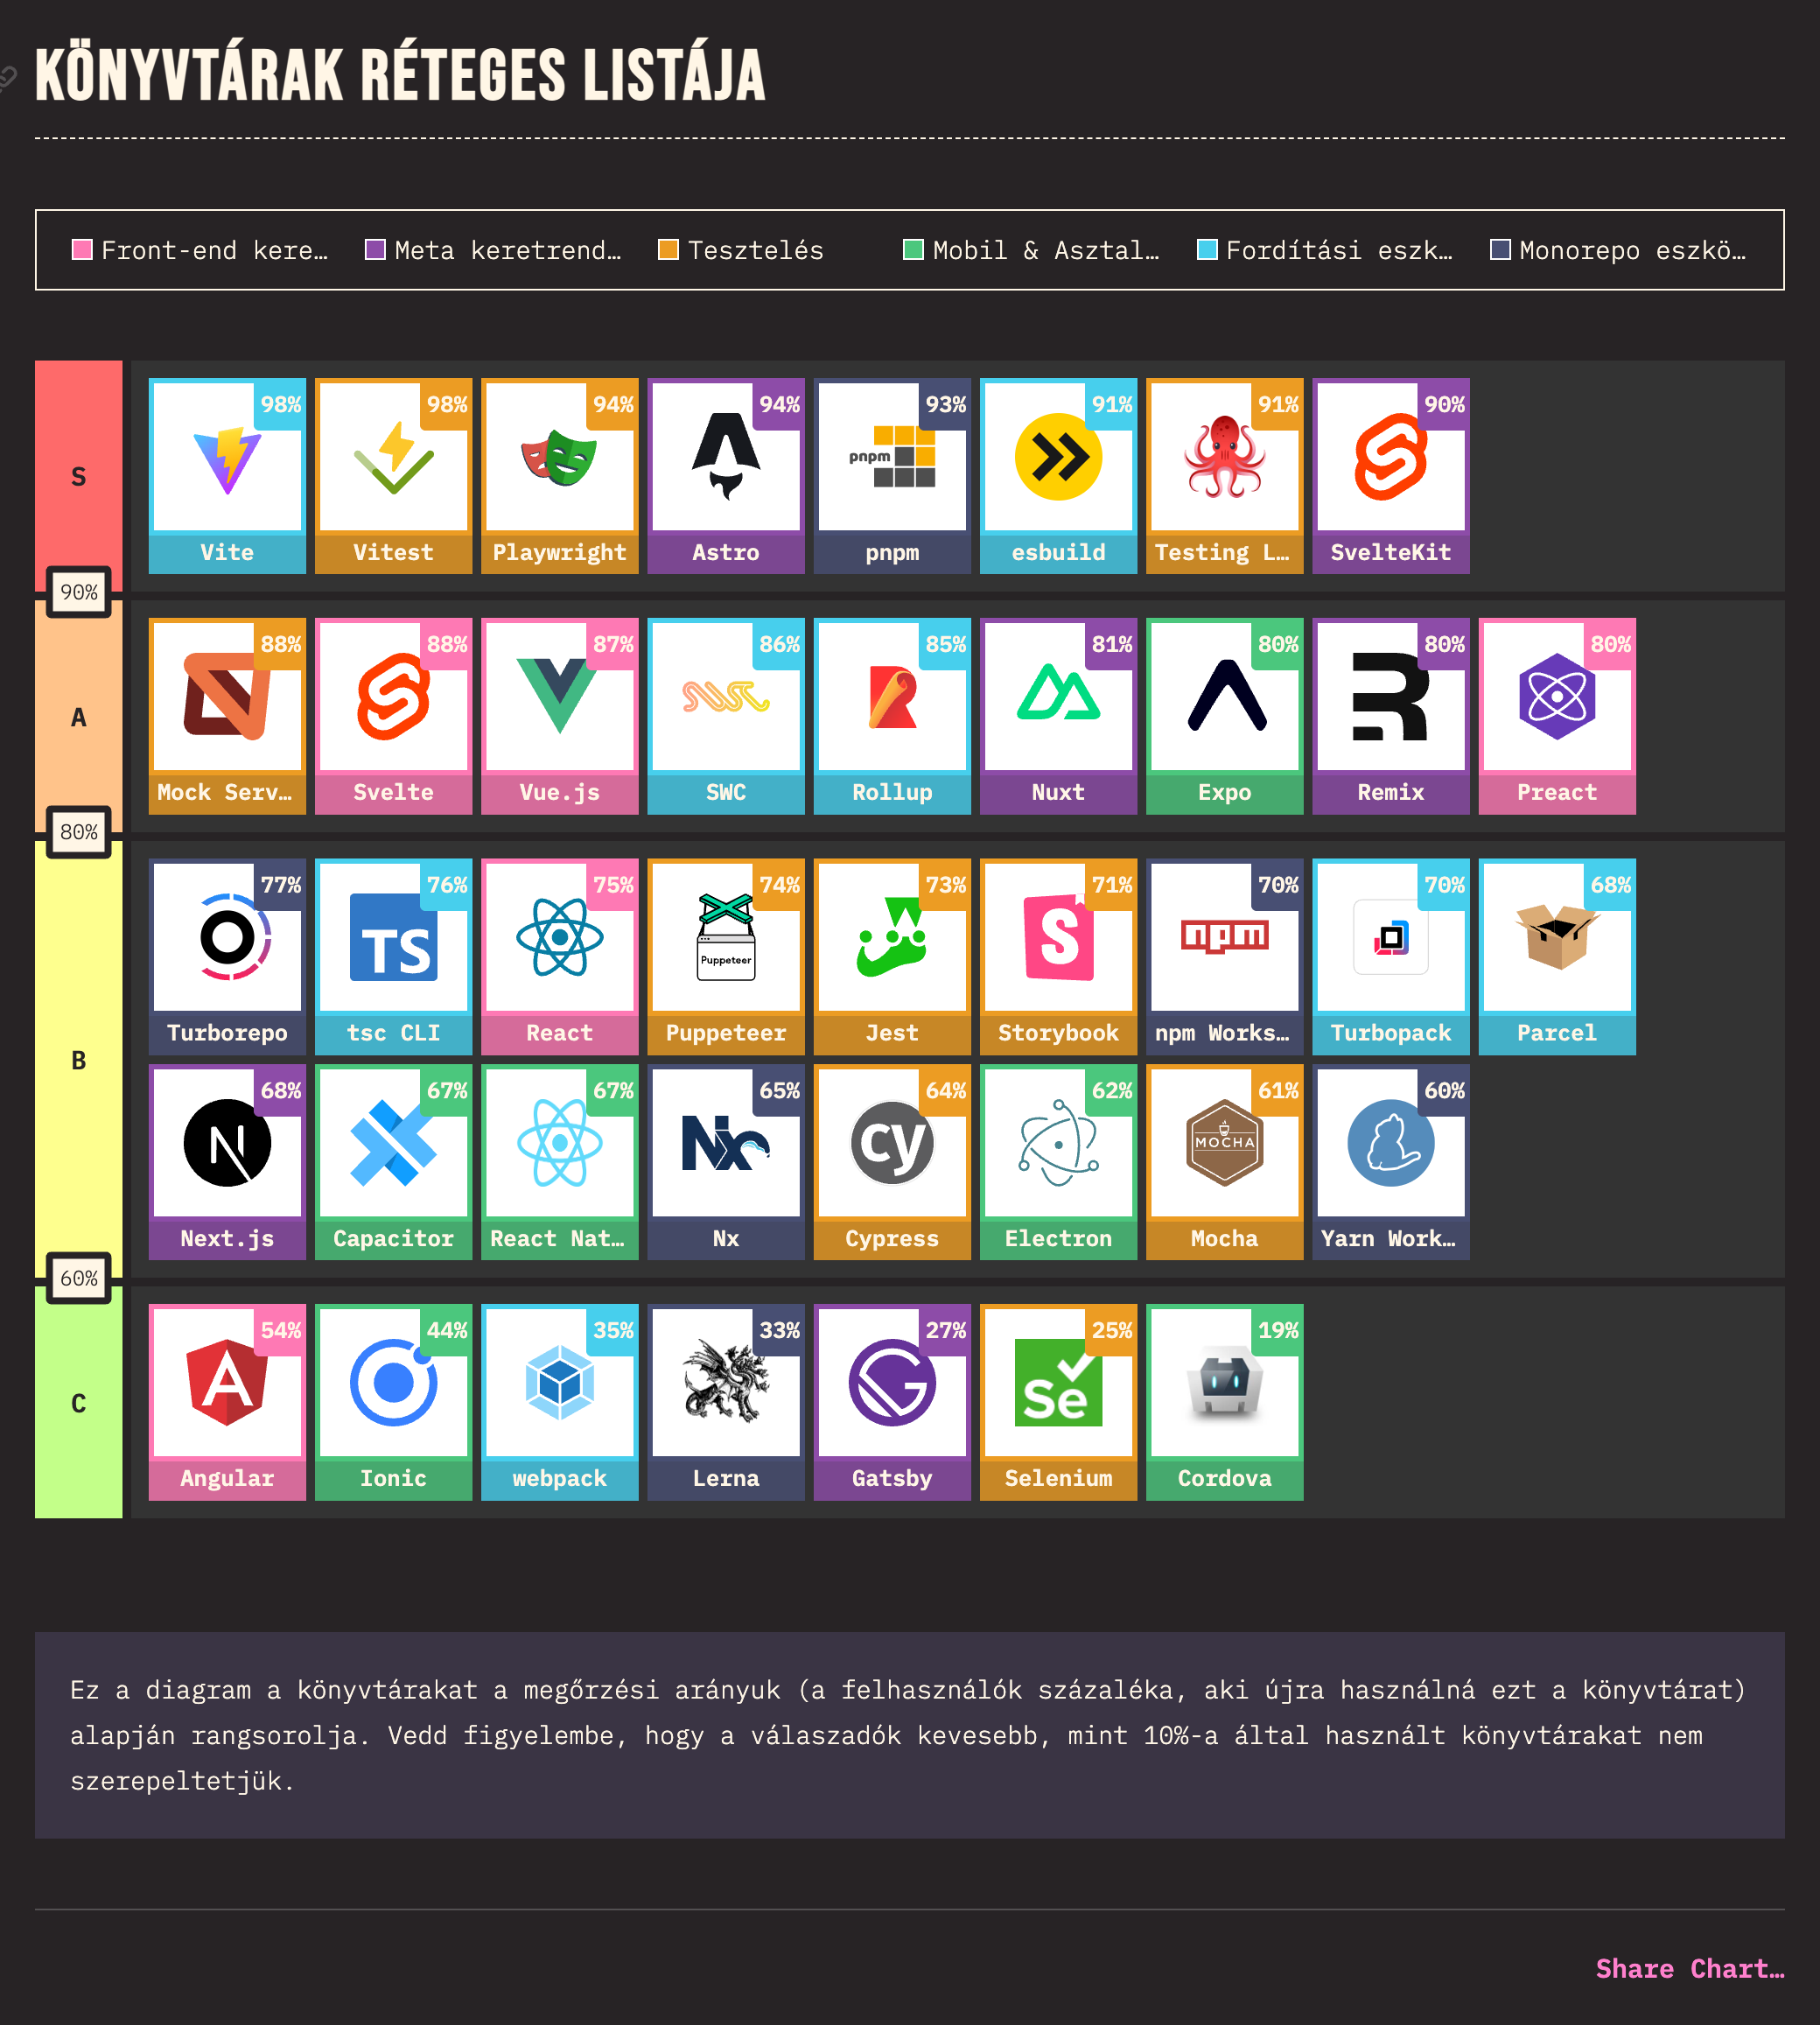 KÖNYVTÁRAK RÉTEGES LISTÁJA
Front-end kere… Meta keretrend… Tesztelés Mobil & Asztal… Fordítási eszk… Monorepo eszkö…
S
98% 98% 94% 94% 93% 91% 91% 90%
pnpm
Vite Vitest Playwright Astro pnpm esbuild Testing L… SvelteKit
90%
A
88% 88% 87% 86% 85% 81% 80% 80% 80%
Mock Serv… Svelte Vue.js SWC Rollup Nuxt Expo Remix Preact
80%
B
77% 76% 75% 74% 73% 71% 70% 70% 68%
TS Puppeteer S npm
Turborepo tsc CLI React Puppeteer Jest Storybook npm Works… Turbopack Parcel
68% 67% 67% 65% 64% 62% 61% 60%
N Nx cy MOCHA
Next.js Capacitor React Nat… Nx Cypress Electron Mocha Yarn Work…
60%
C
54% 44% 35% 33% 27% 25% 19%
A G Se
Angular Ionic webpack Lerna Gatsby Selenium Cordova
Ez a diagram a könyvtárakat a megőrzési arányuk (a felhasználók százaléka, aki újra használná ezt a könyvtárat)
alapján rangsorolja. Vedd figyelembe, hogy a válaszadók kevesebb, mint 10%-a által használt könyvtárakat nem
szerepeltetjük.
Share Chart…